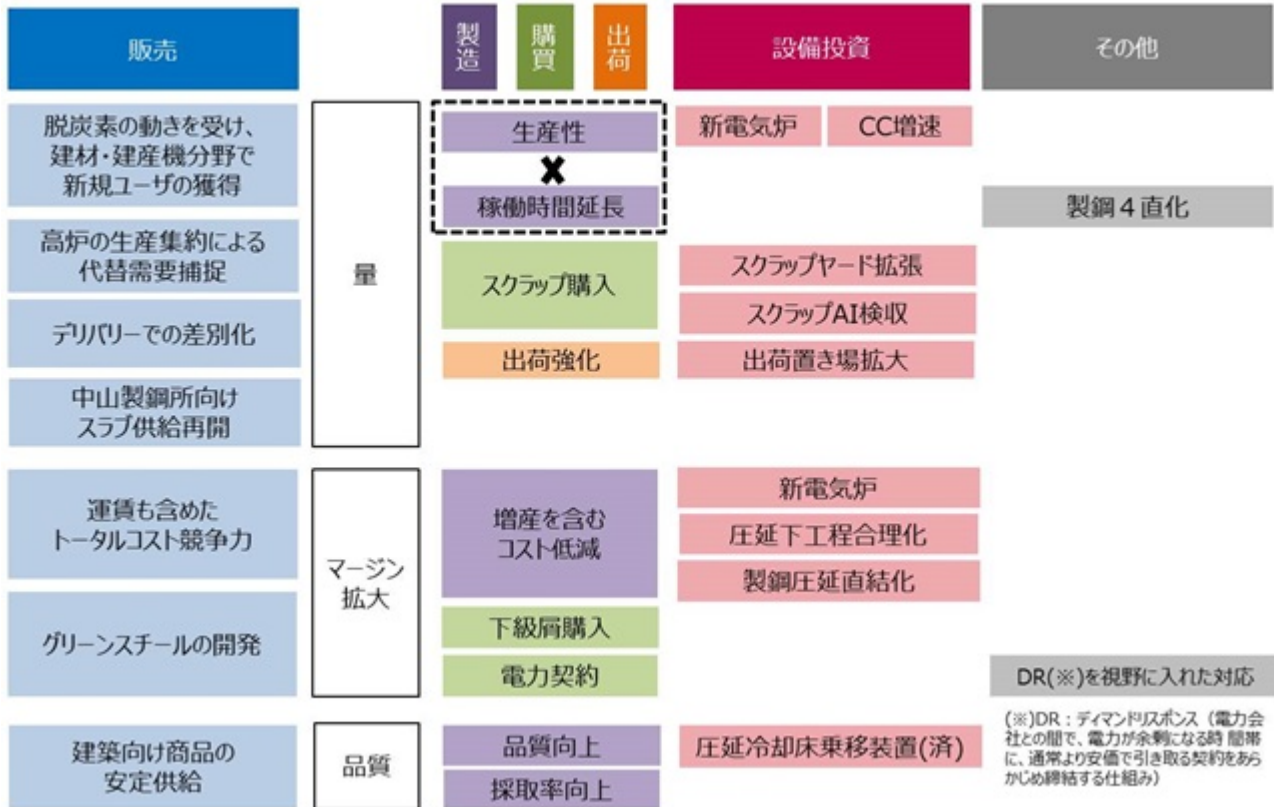 販売
製造
購買
出荷
設備投資
その他
脱炭素の動きを受け、
建材・建産機分野で
新規ユーザの獲得
高炉の生産集約による
代替需要捕捉
デリバリーでの差別化
中山製鋼所向け
スラブ供給再開
量
生産性
✖
稼働時間延長
スクラップ購入
出荷強化
新電気炉
CC増速
スクラップヤード拡張
スクラップAI検収
出荷置き場拡大
製鋼4直化
運賃も含めた
トータルコスト競争力
グリーンスチールの開発
マージン
拡大
増産を含む
コスト低減
下級屑購入
電力契約
新電気炉
圧延下工程合理化
製鋼圧延直結化
DR(※)を視野に入れた対応
(※)DR：ディマンドリスポンス（電力会
社との間で、電力が余剰になる時 間帯
に、通常より安価で引き取る契約をあら
かじめ締結する仕組み）
建築向け商品の
安定供給
品質
品質向上
採取率向上
圧延冷却床乗移装置(済)